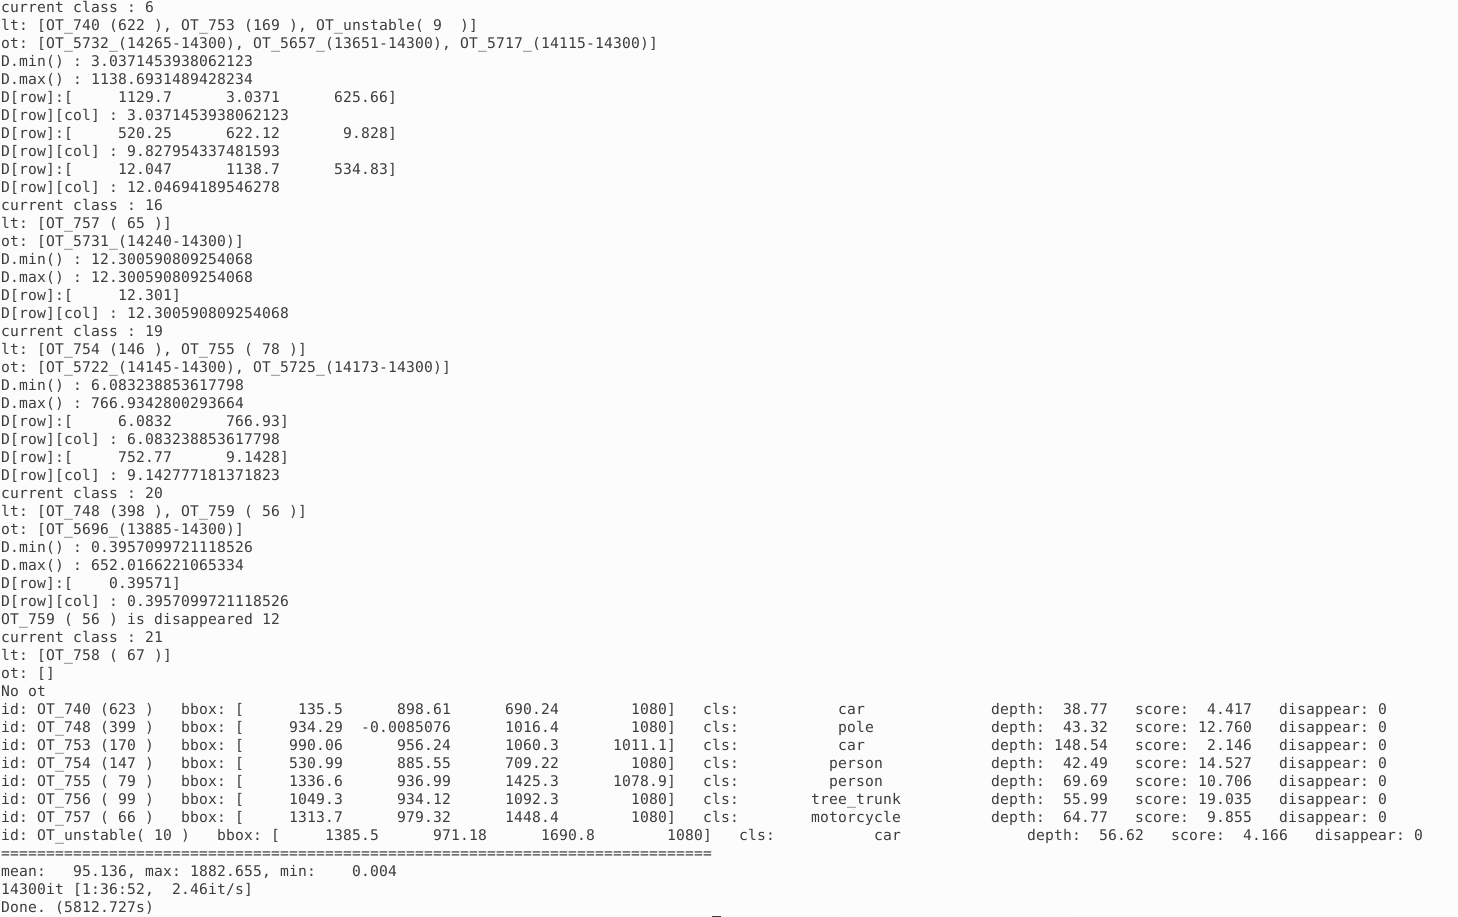 current class : 6
lt: [OT_740 (622 ), OT_753 (169 ), OT_unstable( 9  )]
ot: [OT_5732_(14265-14300), OT_5657_(13651-14300), OT_5717_(14115-14300)]
D.min() : 3.0371453938062123
D.max() : 1138.6931489428234
D[row]:[     1129.7      3.0371      625.66]
D[row][col] : 3.0371453938062123
D[row]:[     520.25      622.12       9.828]
D[row][col] : 9.827954337481593
D[row]:[     12.047      1138.7      534.83]
D[row][col] : 12.04694189546278
current class : 16
lt: [OT_757 ( 65 )]
ot: [OT_5731_(14240-14300)]
D.min() : 12.300590809254068
D.max() : 12.300590809254068
D[row]:[     12.301]
D[row][col] : 12.300590809254068
current class : 19
lt: [OT_754 (146 ), OT_755 ( 78 )]
ot: [OT_5722_(14145-14300), OT_5725_(14173-14300)]
D.min() : 6.083238853617798
D.max() : 766.9342800293664
D[row]:[     6.0832      766.93]
D[row][col] : 6.083238853617798
D[row]:[     752.77      9.1428]
D[row][col] : 9.142777181371823
current class : 20
lt: [OT_748 (398 ), OT_759 ( 56 )]
ot: [OT_5696_(13885-14300)]
D.min() : 0.3957099721118526
D.max() : 652.0166221065334
D[row]:[    0.39571]
D[row][col] : 0.3957099721118526
OT_759 ( 56 ) is disappeared 12
current class : 21
lt: [OT_758 ( 67 )]
ot: []
No ot
id: OT_740 (623 )   bbox: [      135.5      898.61      690.24        1080]   cls:           car              depth:  38.77   score:  4.417   disappear: 0
id: OT_748 (399 )   bbox: [     934.29  -0.0085076      1016.4        1080]   cls:           pole             depth:  43.32   score: 12.760   disappear: 0
id: OT_753 (170 )   bbox: [     990.06      956.24      1060.3      1011.1]   cls:           car              depth: 148.54   score:  2.146   disappear: 0
id: OT_754 (147 )   bbox: [     530.99      885.55      709.22        1080]   cls:          person            depth:  42.49   score: 14.527   disappear: 0
id: OT_755 ( 79 )   bbox: [     1336.6      936.99      1425.3      1078.9]   cls:          person            depth:  69.69   score: 10.706   disappear: 0
id: OT_756 ( 99 )   bbox: [     1049.3      934.12      1092.3        1080]   cls:        tree_trunk          depth:  55.99   score: 19.035   disappear: 0
id: OT_757 ( 66 )   bbox: [     1313.7      979.32      1448.4        1080]   cls:        motorcycle          depth:  64.77   score:  9.855   disappear: 0
id: OT_unstable( 10 )   bbox: [     1385.5      971.18      1690.8        1080]   cls:           car              depth:  56.62   score:  4.166   disappear: 0
===============================================================================
mean:   95.136, max: 1882.655, min:    0.004
14300it [1:36:52,  2.46it/s]
Done. (5812.727s)